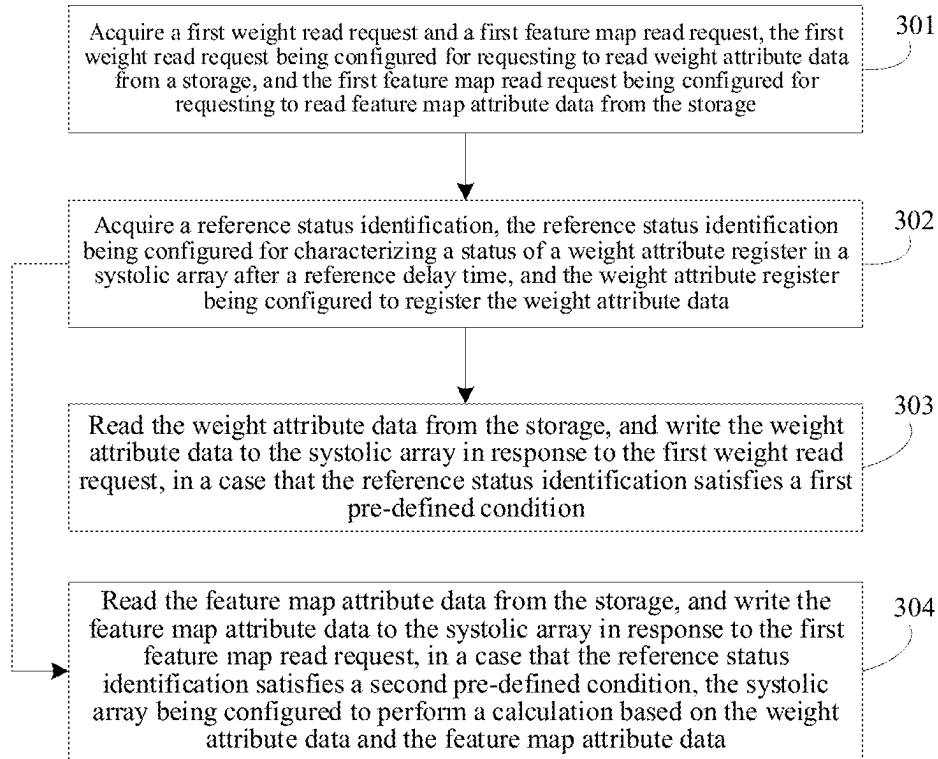 Acquire a first weight read request and a first feature map read request, the first
weight read request being configured for requesting to read weight attribute data
from a storage, and the first feature map read request being configured for
requesting to read feature map attribute data from the storage
301
Acquire a reference status identification, the reference status identification
being configured for characterizing a status of a weight attribute register in a
systolic array after a reference delay time, and the weight attribute register
being configured to register the weight attribute data
302
Read the weight attribute data from the storage, and write the weight
attribute data to the systolic array in response to the first weight read
request, in a case that the reference status identification satisfies a first
pre-defined condition
303
Read the feature map attribute data from the storage, and write the
feature map attribute data to the systolic array in response to the first
feature map read request, in a case that the reference status
identification satisfies a second pre-defined condition, the systolic
array being configured to perform a calculation based on the weight
attribute data and the feature map attribute data
304